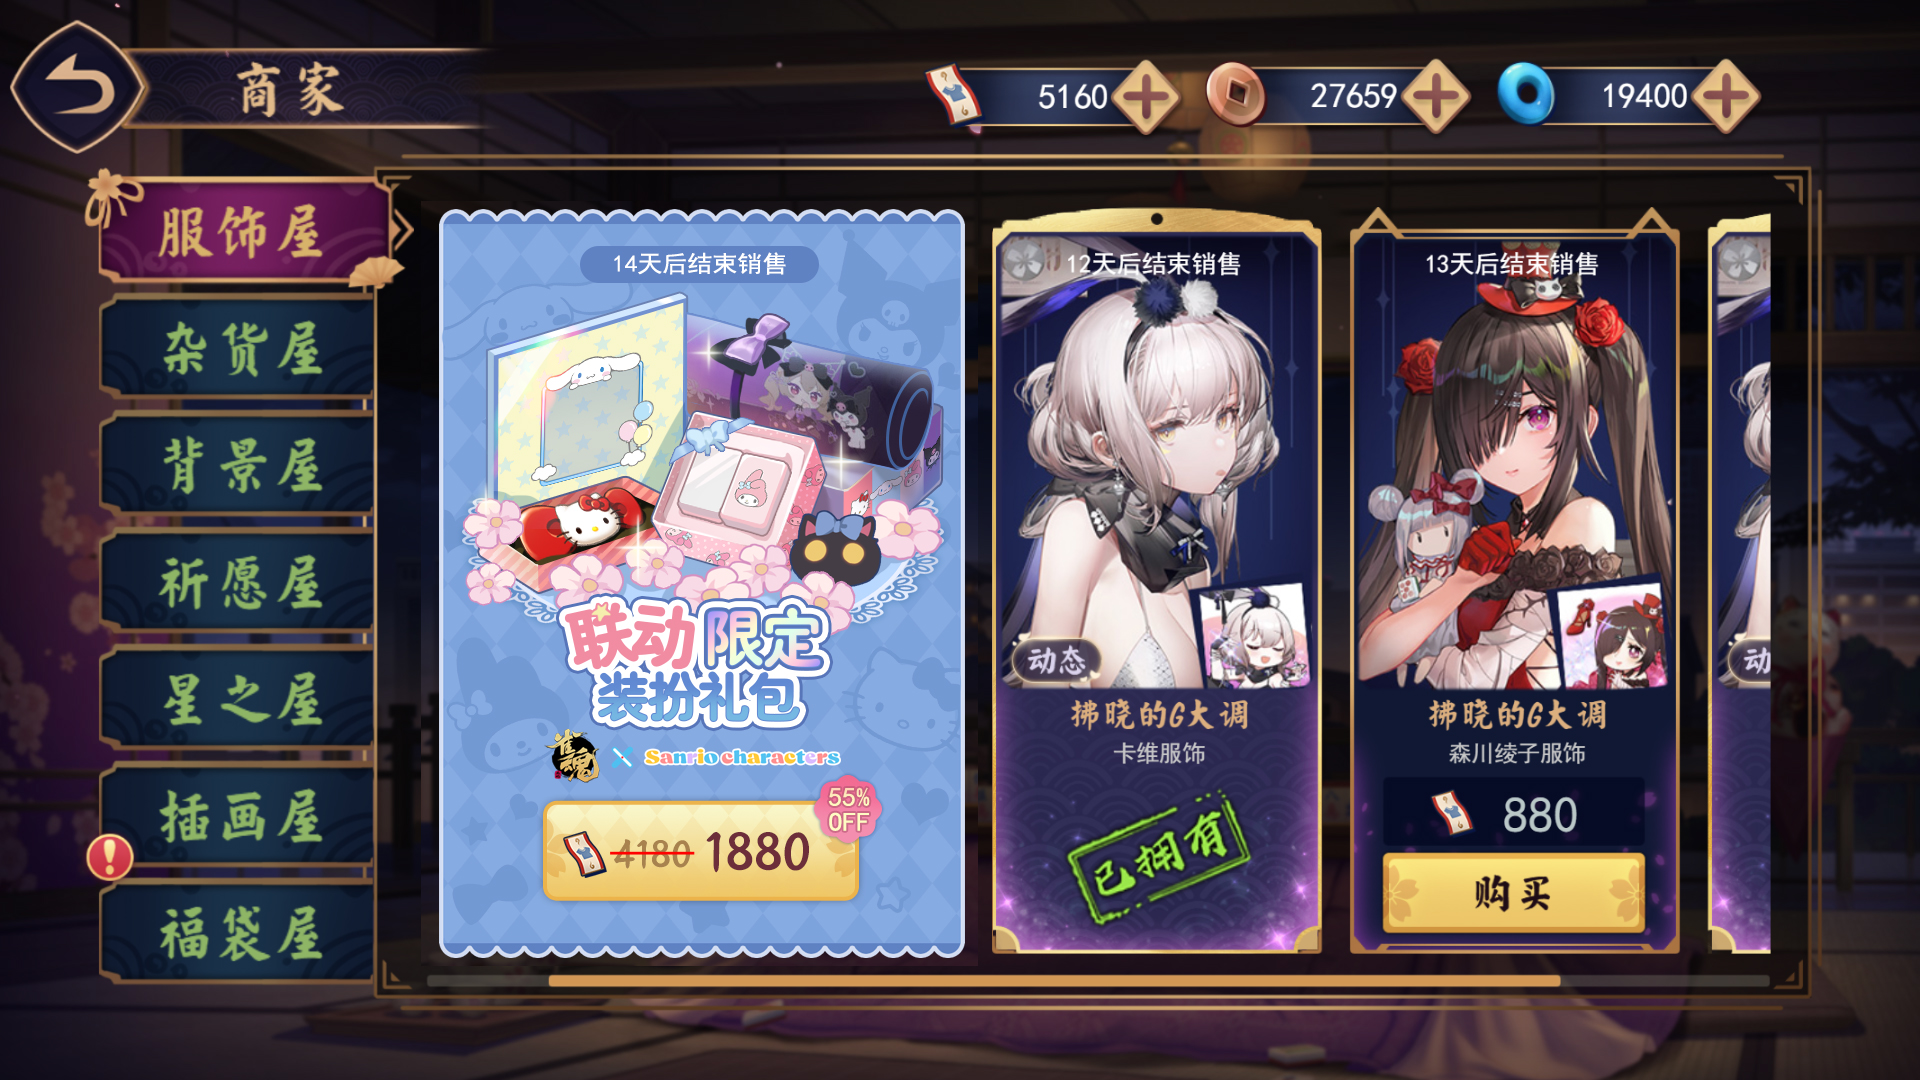 商家
5160
27659
19400
服饰屋
杂货屋
背景屋
祈愿屋
星之屋
插画屋
福袋屋
14天后结束销售
联动限定
装扮礼包
雀魂
Sanrio characters
55%
OFF
4180 1880
12天后结束销售
动态
拂晓的G大调
卡维服饰
已拥有
13天后结束销售
拂晓的G大调
森川绫子服饰
880
购买
动